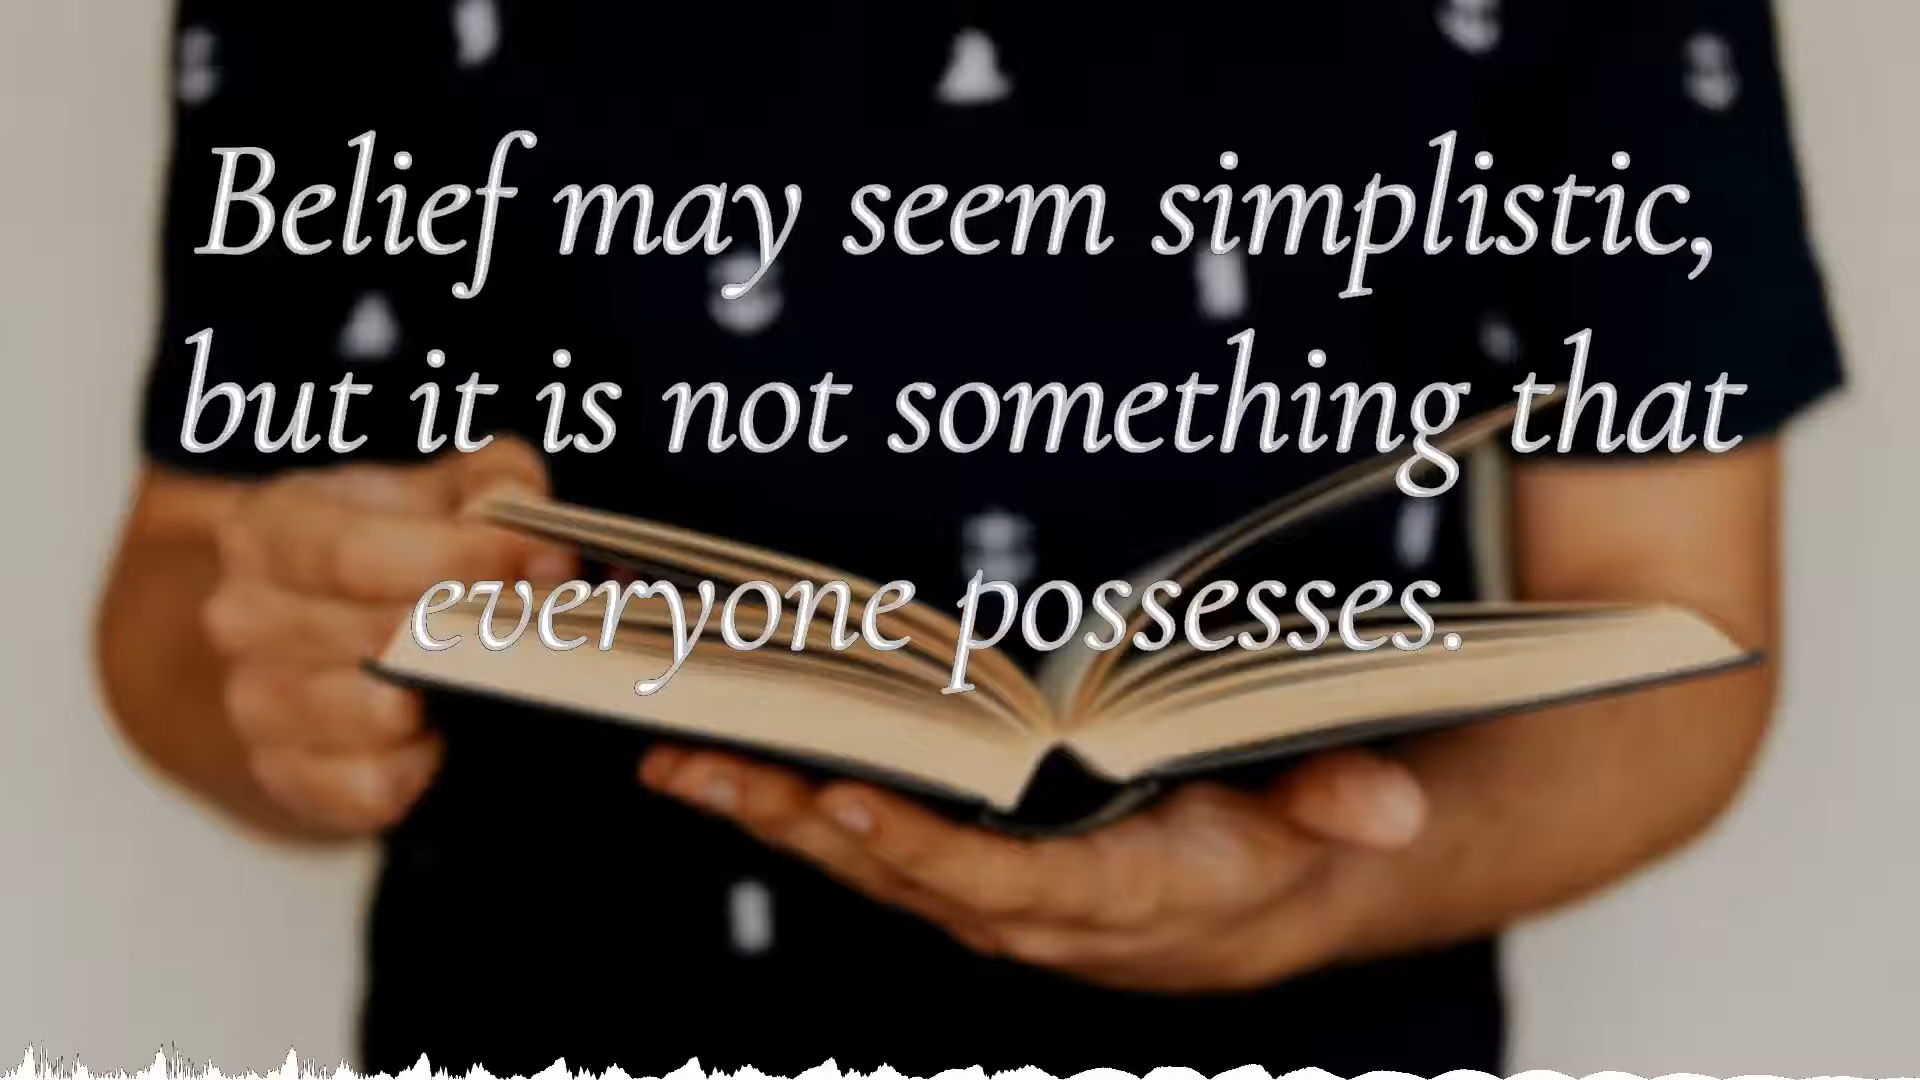 Belief may seem simplistic,
but it is not something that
everyone possesses.